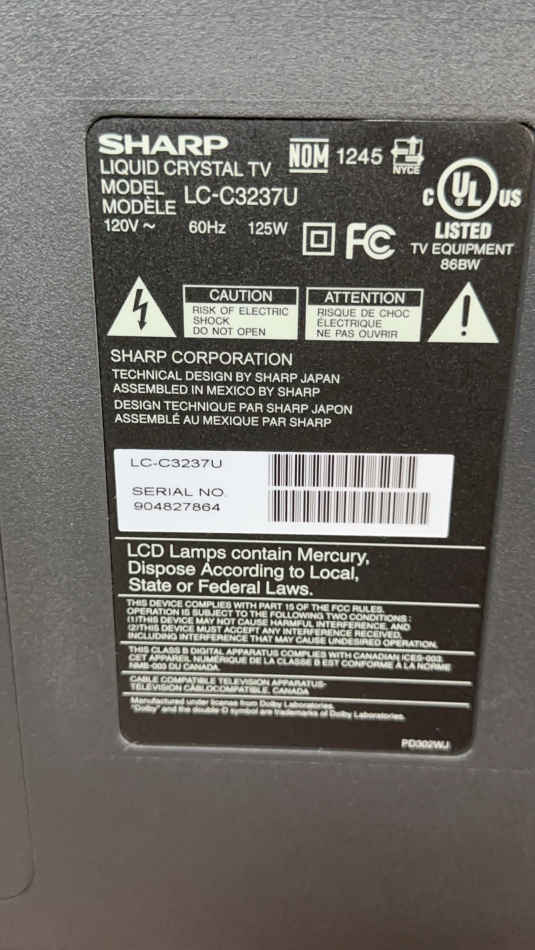 SHARP
LIQUID CRYSTAL TV
MODEL
MODÈLE LC-C3237U
120V ~ 60Hz 125W
NOM 1245 NYCE
FC
C UL US
LISTED
TV EQUIPMENT
86BW
CAUTION
RISK OF ELECTRIC
SHOCK
DO NOT OPEN
ATTENTION
RISQUE DE CHOC
ÉLECTRIQUE
NE PAS OUVRIR
SHARP CORPORATION
TECHNICAL DESIGN BY SHARP JAPAN
ASSEMBLED IN MEXICO BY SHARP
DESIGN TECHNIQUE PAR SHARP JAPON
ASSEMBLÉ AU MEXIQUE PAR SHARP
LC-C3237U
SERIAL NO.
904827864
LCD Lamps contain Mercury,
Dispose According to Local,
State or Federal Laws.
THIS DEVICE COMPLIES WITH PART 15 OF THE FCC RULES.
OPERATION IS SUBJECT TO THE FOLLOWING TWO CONDITIONS :
(1)THIS DEVICE MAY NOT CAUSE HARMFUL INTERFERENCE, AND
(2)THIS DEVICE MUST ACCEPT ANY INTERFERENCE RECEIVED,
INCLUDING INTERFERENCE THAT MAY CAUSE UNDESIRED OPERATION.
THIS CLASS B DIGITAL APPARATUS COMPLIES WITH CANADIAN ICES-003.
CET APPAREIL NUMÉRIQUE DE LA CLASSE B EST CONFORME À LA NORME
NMB-003 DU CANADA
CABLE COMPATIBLE TELEVISION APPARATUS-
TÉLÉVISION CÂBLOCOMPATIBLE, CANADA
Manufactured under license from Dolby Laboratories.
"Dolby" and the double-D symbol are trademarks of Dolby Laboratories.
PD302WJ